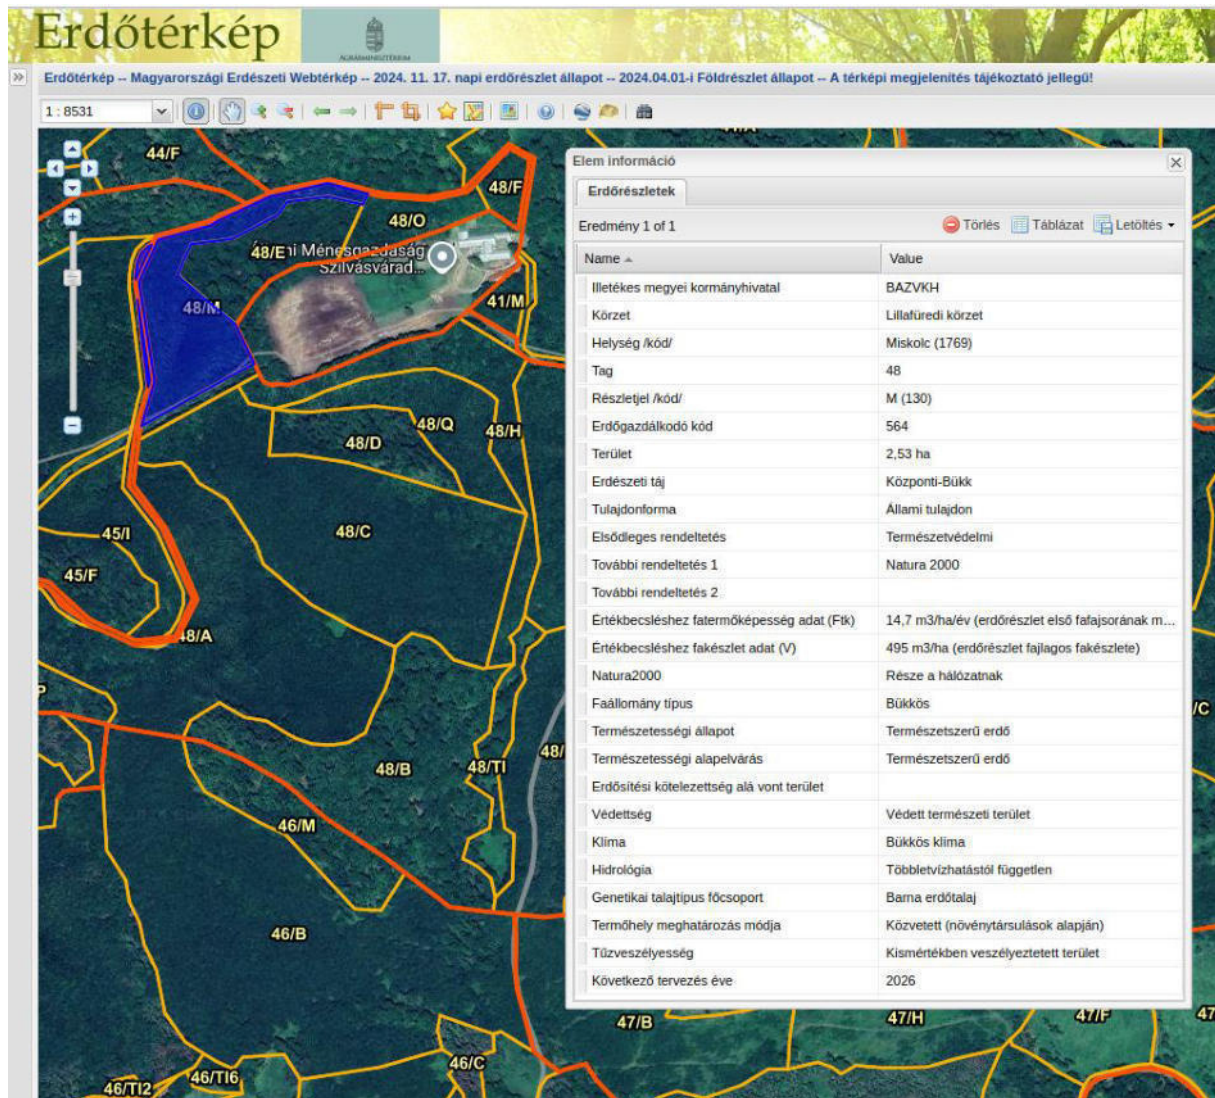 Erdőtérkép
AGRÁRMINISZTÉRIUM
Erdőtérkép -- Magyarországi Erdészeti Webtérkép -- 2024. 11. 17. napi erdőrészlet állapot -- 2024.04.01-i Földrészlet állapot -- A térképi megjelenítés tájékoztató jellegű!
1 : 8531
44/F
48/F
48/O
48/E
Ménesgazdaság
Szilvásvárad...
48/M
41/M
48/Q
48/H
48/D
45/I
48/C
45/F
48/A
P
/C
48/
48/B
48/TI
46/M
46/B
47/B
47/H
47/F
47
46/C
46/TI6
46/TI2
Elem információ
Erdőrészletek
Eredmény 1 of 1
Törlés Táblázat Letöltés
Name Value
Illetékes megyei kormányhivatal BAZVKH
Körzet Lillafüredi körzet
Helység /kód/ Miskolc (1769)
Tag 48
Részletjel /kód/ M (130)
Erdőgazdálkodó kód 564
Terület 2,53 ha
Erdészeti táj Központi-Bükk
Tulajdonforma Állami tulajdon
Elsődleges rendeltetés Természetvédelmi
További rendeltetés 1 Natura 2000
További rendeltetés 2
Értékbecsléshez fatermőképesség adat (Ftk) 14,7 m3/ha/év (erdőrészlet első fafajsorának m...
Értékbecsléshez fakészlet adat (V) 495 m3/ha (erdőrészlet fajlagos fakészlete)
Natura2000 Része a hálózatnak
Faállomány típus Bükkös
Természetességi állapot Természetszerű erdő
Természetességi alapelvárás Természetszerű erdő
Erdősítési kötelezettség alá vont terület
Védettség Védett természeti terület
Klíma Bükkös klíma
Hidrológia Többletvízhatástól független
Genetikai talajtípus főcsoport Barna erdőtalaj
Termőhely meghatározás módja Közvetett (növénytársulások alapján)
Tűzveszélyesség Kismértékben veszélyeztetett terület
Következő tervezés éve 2026